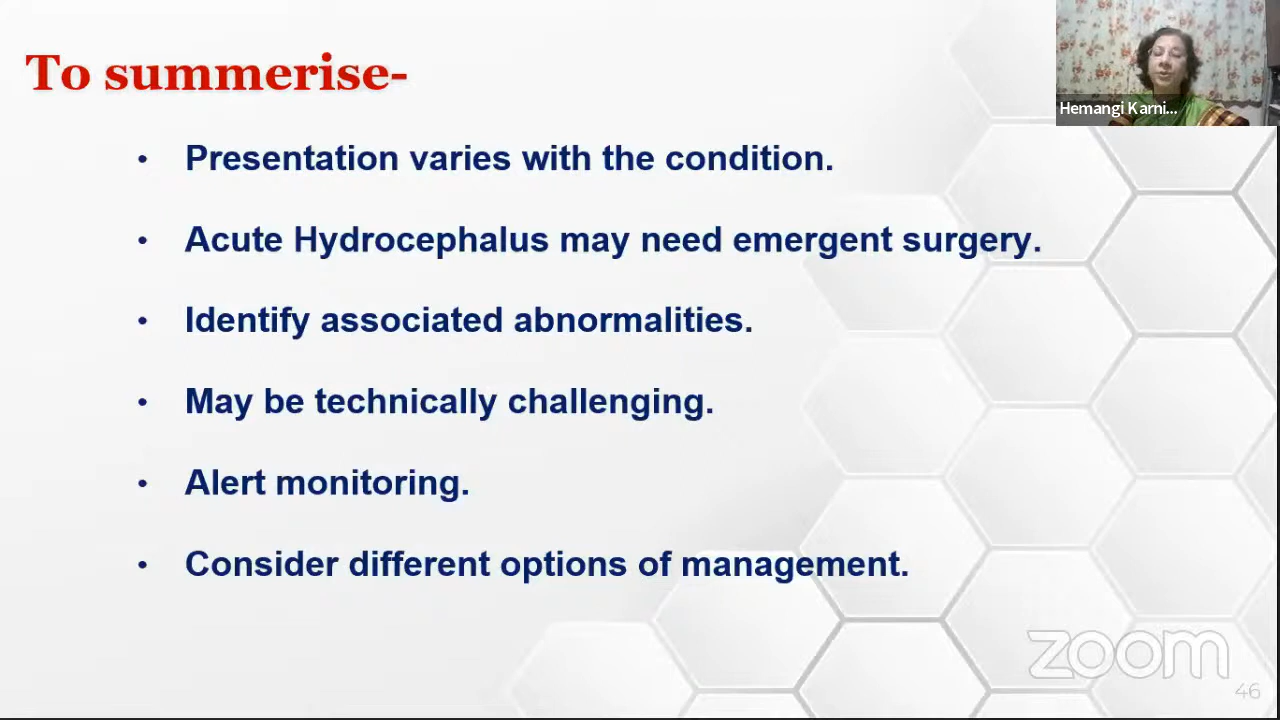 To summerise-
Hemangi Karni...
• Presentation varies with the condition.
• Acute Hydrocephalus may need emergent surgery.
• Identify associated abnormalities.
• May be technically challenging.
• Alert monitoring.
• Consider different options of management.
zoom
46